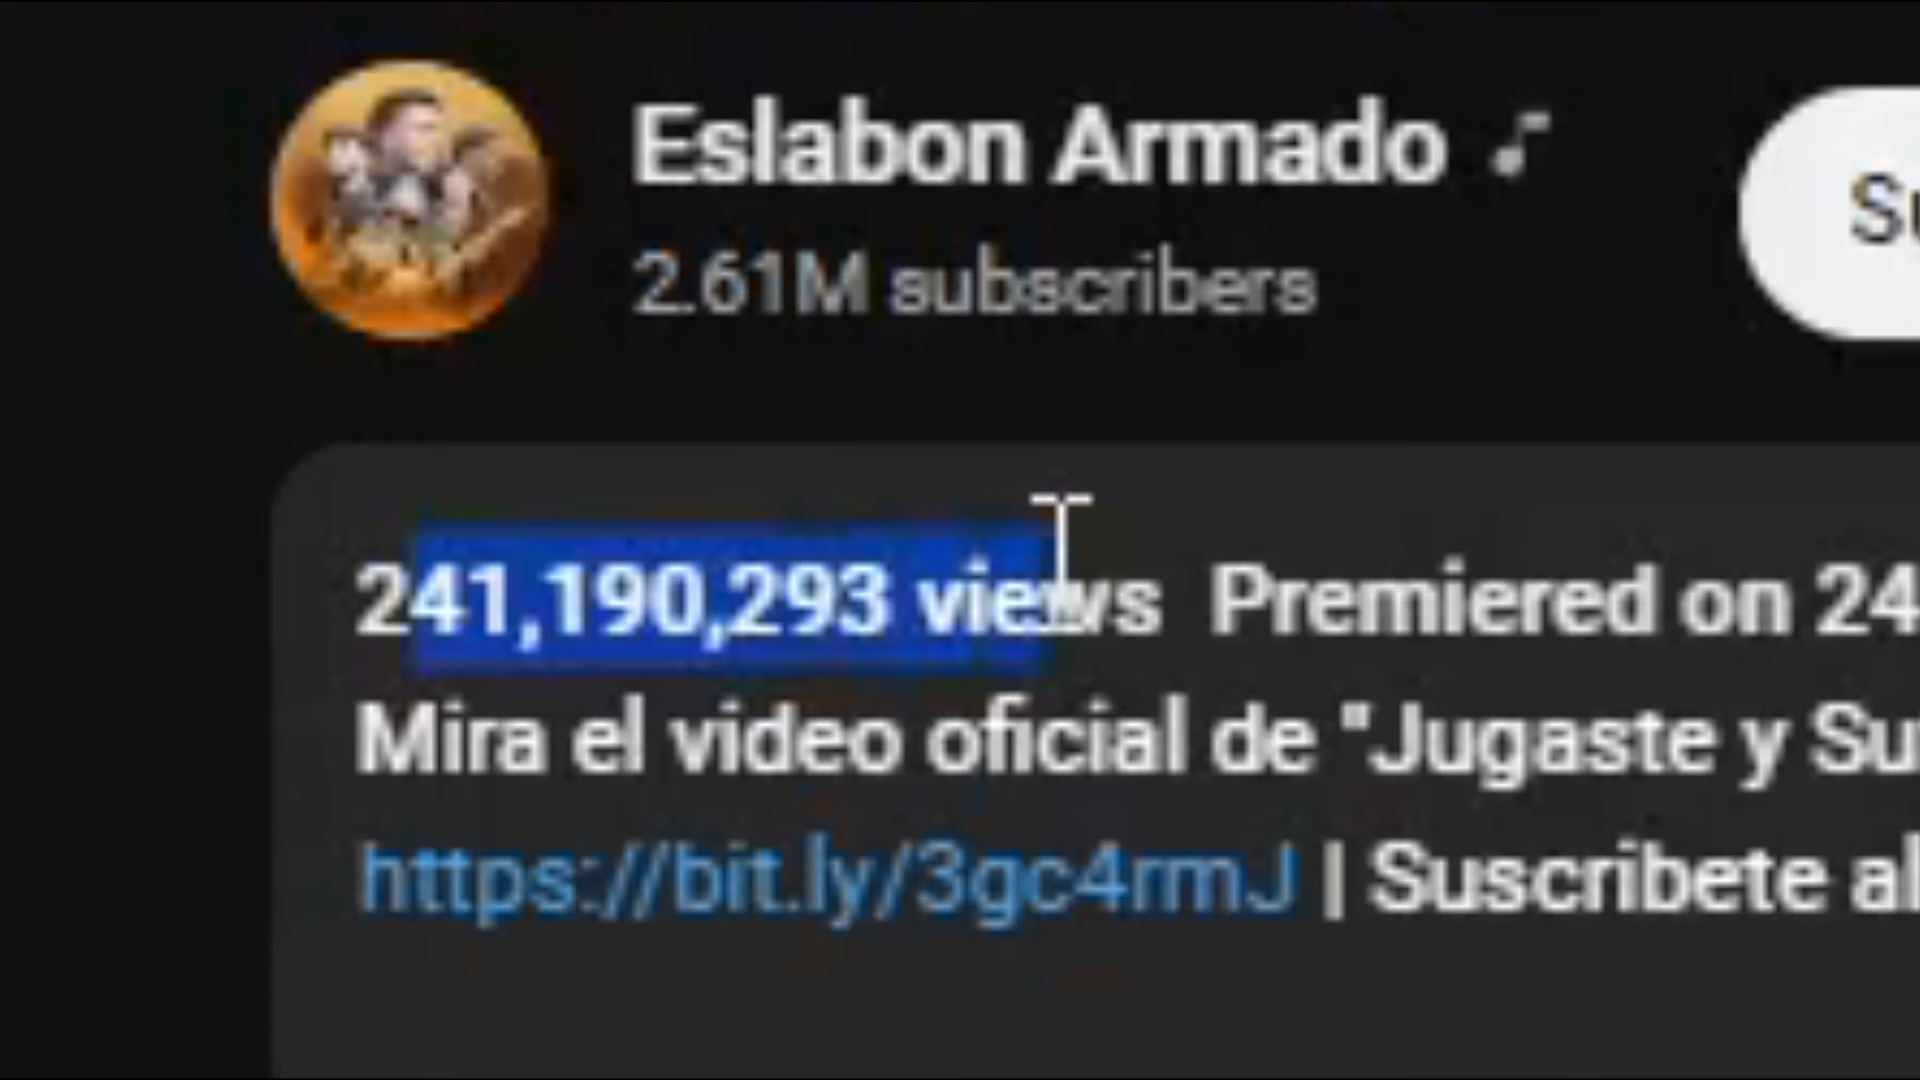 Eslabon Armado
2.61M subscribers
241,190,293 views Premiered on 24
Mira el video oficial de "Jugaste y Su
https://bit.ly/3gc4rmJ | Suscribete al